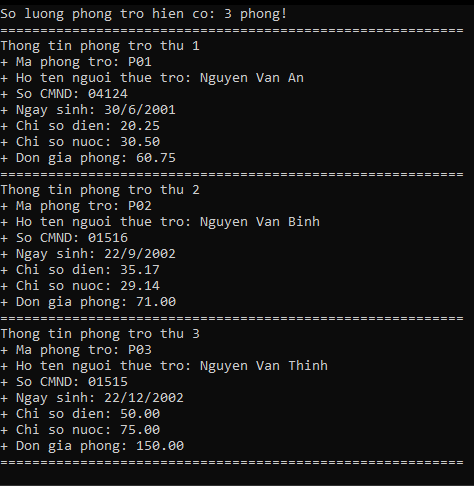 So luong phong tro hien co: 3 phong!
==========================================================
Thong tin phong tro thu 1
+ Ma phong tro: P01
+ Ho ten nguoi thue tro: Nguyen Van An
+ So CMND: 04124
+ Ngay sinh: 30/6/2001
+ Chi so dien: 20.25
+ Chi so nuoc: 30.50
+ Don gia phong: 60.75
==========================================================
Thong tin phong tro thu 2
+ Ma phong tro: P02
+ Ho ten nguoi thue tro: Nguyen Van Binh
+ So CMND: 01516
+ Ngay sinh: 22/9/2002
+ Chi so dien: 35.17
+ Chi so nuoc: 29.14
+ Don gia phong: 71.00
==========================================================
Thong tin phong tro thu 3
+ Ma phong tro: P03
+ Ho ten nguoi thue tro: Nguyen Van Thinh
+ So CMND: 01515
+ Ngay sinh: 22/12/2002
+ Chi so dien: 50.00
+ Chi so nuoc: 75.00
+ Don gia phong: 150.00
==========================================================